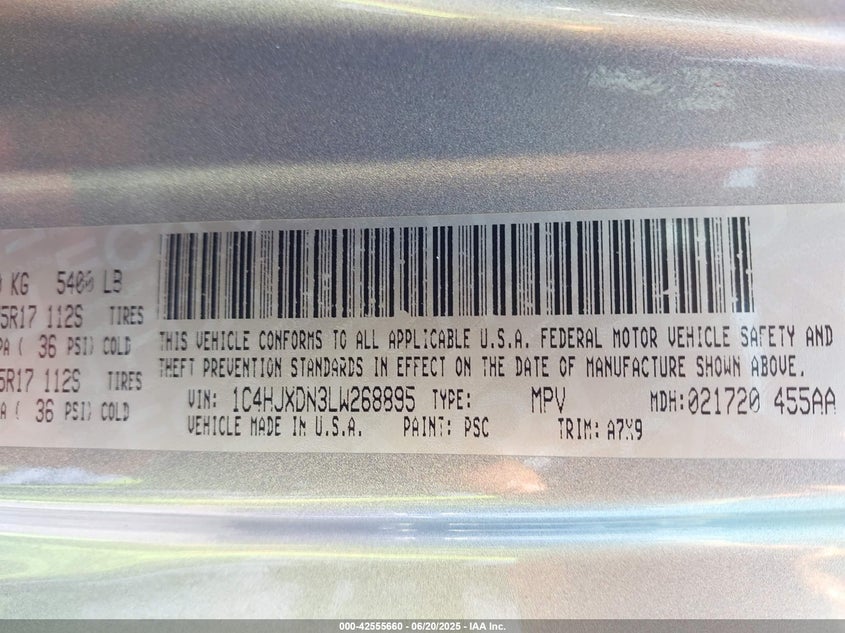 KG 5400 LB
5R17 112S TIRES
PA ( 36 PSI) COLD
5R17 112S TIRES
A ( 36 PSI) COLD
THIS VEHICLE CONFORMS TO ALL APPLICABLE U.S.A. FEDERAL MOTOR VEHICLE SAFETY AND
THEFT PREVENTION STANDARDS IN EFFECT ON THE DATE OF MANUFACTURE SHOWN ABOVE.
VIN: 1C4HJXDN3LW268895 TYPE: MPV MDH:021720 455AA
VEHICLE MADE IN U.S.A. PAINT: PSC TRIM: A7X9
000-42555660 - 06/20/2025 - IAA Inc.